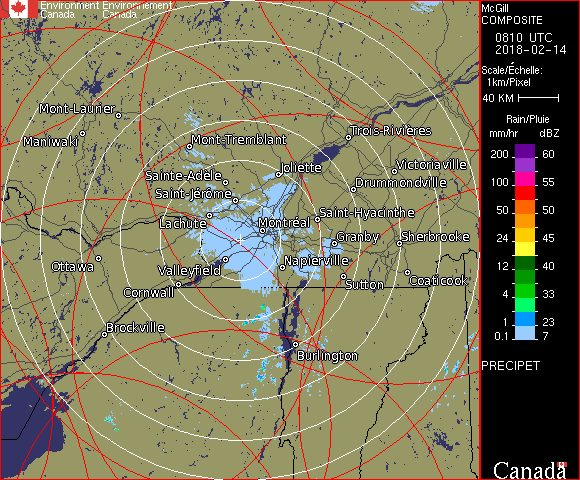 Environment Environnement
Canada Canada
McGill
COMPOSITE
0810 UTC
2018-02-14
Scale/Échelle:
1km/Pixel
40 KM
Rain/Pluie
mm/hr dBZ
200 60
100 55
50 50
24 45
12 40
4 33
1 23
0.1 7
PRECIPET
Canada
Mont-Laurier
Maniwaki
Mont-Tremblant
Trois-Rivières
Sainte-Adèle
Joliette
Victoriaville
Saint-Jérôme
Drummondville
Lachute
Montréal
Saint-Hyacinthe
Granby
Sherbrooke
Ottawa
Valleyfield
Napierville
Cornwall
Sutton
Coaticook
Brockville
Burlington